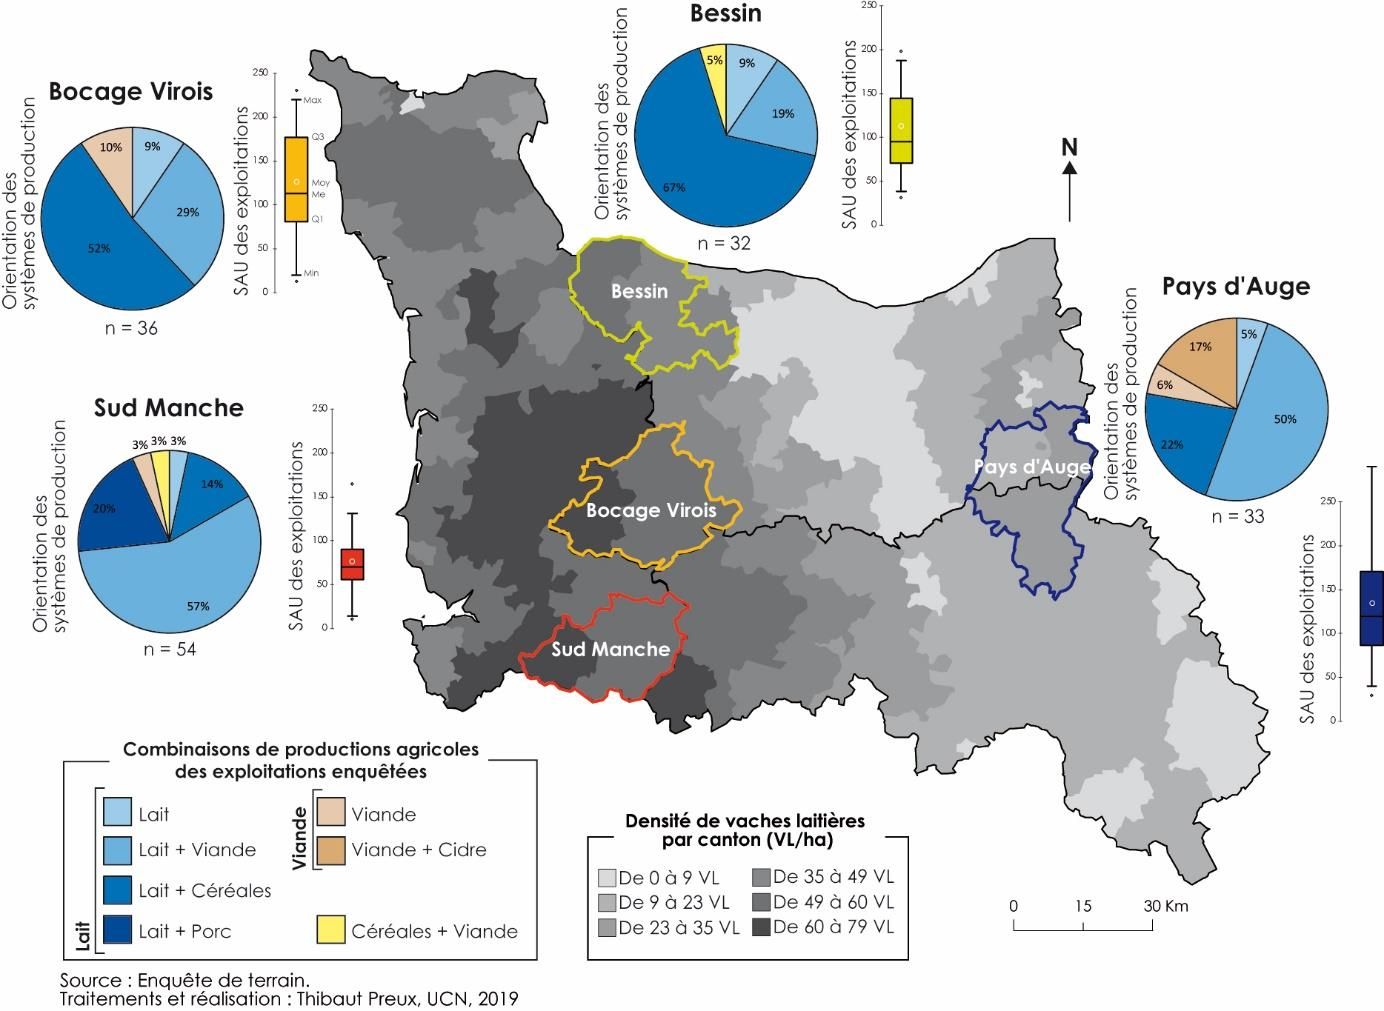 Bessin
Orientation des
systèmes de production
5%
9%
19%
67%
n = 32
SAU des exploitations
250
200
150
100
50
0
Bocage Virois
Orientation des
systèmes de production
10%
9%
29%
52%
n = 36
SAU des exploitations
250
200
150
100
50
0
Max
Q3
Moy
Me
Q1
Min
N
Bessin
Pays d'Auge
Bocage Virois
Sud Manche
Pays d'Auge
Orientation des
systèmes de production
5%
17%
6%
50%
22%
n = 33
SAU des exploitations
250
200
150
100
50
0
Sud Manche
Orientation des
systèmes de production
3%
3%
3%
14%
20%
57%
n = 54
SAU des exploitations
250
200
150
100
50
0
Combinaisons de productions agricoles
des exploitations enquêtées
Lait
Lait
Lait + Viande
Lait + Céréales
Lait + Porc
Viande
Viande
Viande + Cidre
Céréales + Viande
Densité de vaches laitières
par canton (VL/ha)
De 0 à 9 VL
De 9 à 23 VL
De 23 à 35 VL
De 35 à 49 VL
De 49 à 60 VL
De 60 à 79 VL
0 15 30 Km
Source : Enquête de terrain.
Traitements et réalisation : Thibaut Preux, UCN, 2019